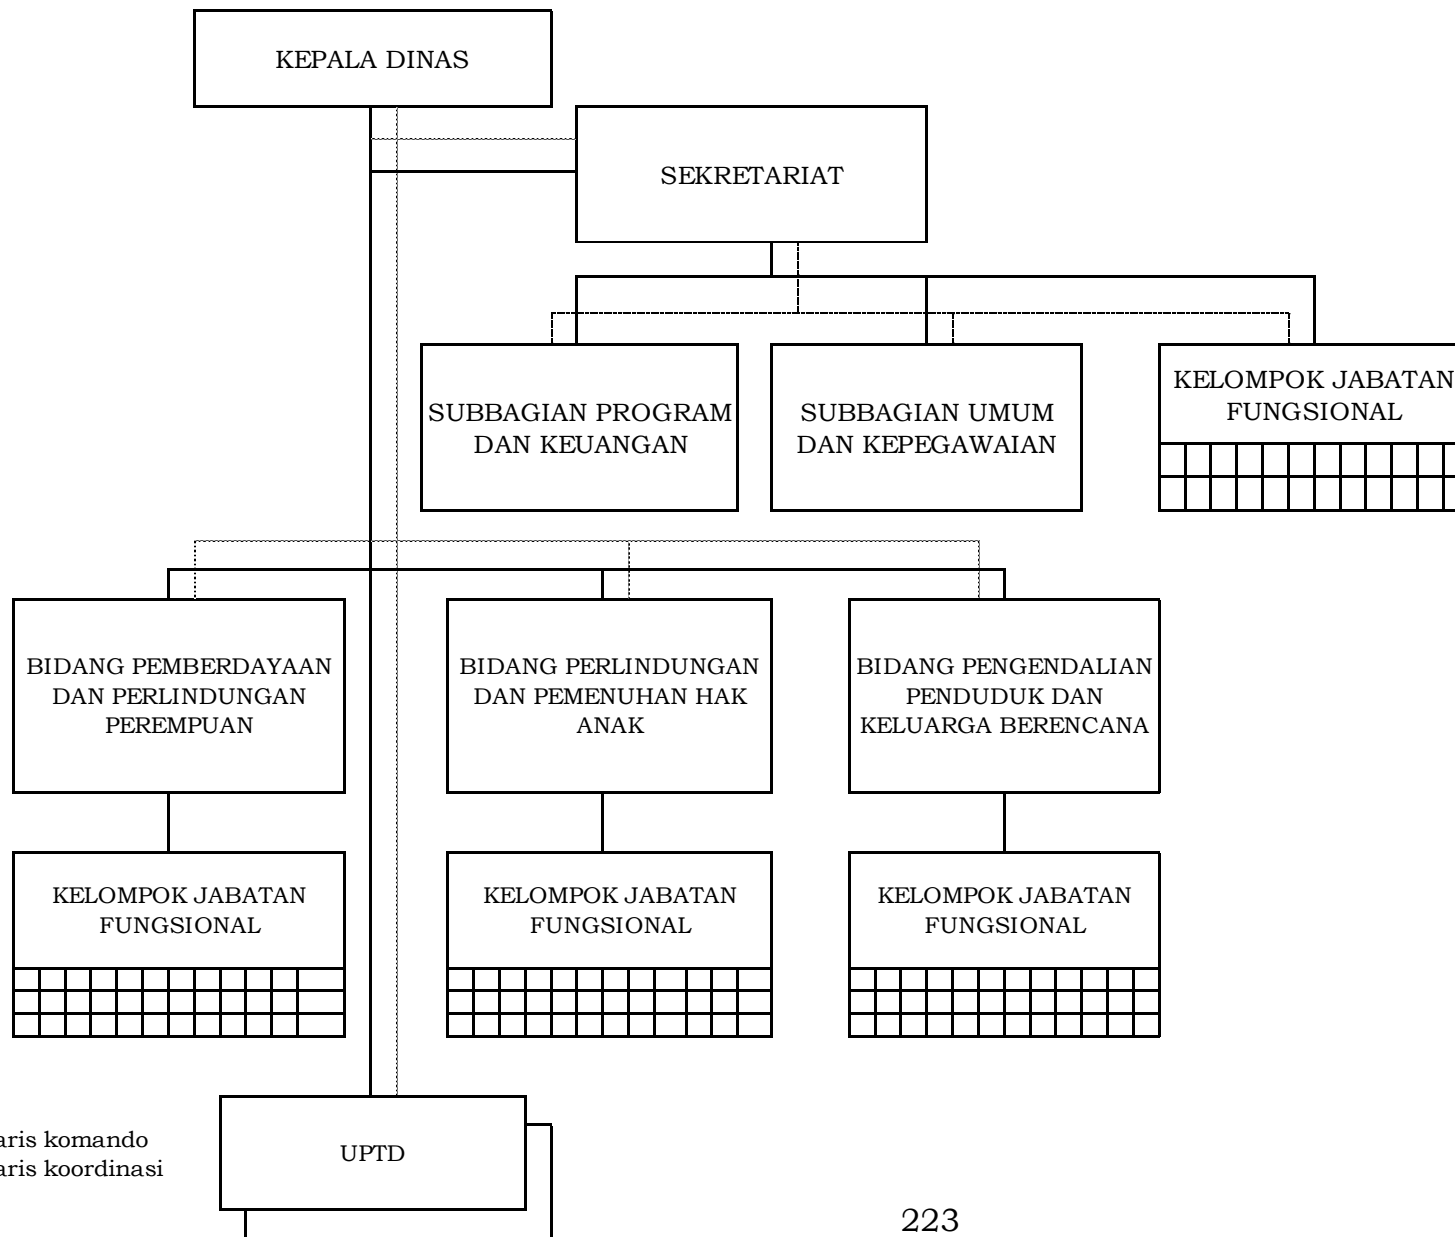 KEPALA DINAS
SEKRETARIAT
SUBBAGIAN PROGRAM
DAN KEUANGAN
SUBBAGIAN UMUM
DAN KEPEGAWAIAN
KELOMPOK JABATAN
FUNGSIONAL
BIDANG PEMBERDAYAAN
DAN PERLINDUNGAN
PEREMPUAN
BIDANG PERLINDUNGAN
DAN PEMENUHAN HAK
ANAK
BIDANG PENGENDALIAN
PENDUDUK DAN
KELUARGA BERENCANA
KELOMPOK JABATAN
FUNGSIONAL
KELOMPOK JABATAN
FUNGSIONAL
KELOMPOK JABATAN
FUNGSIONAL
aris komando
aris koordinasi
UPTD
223